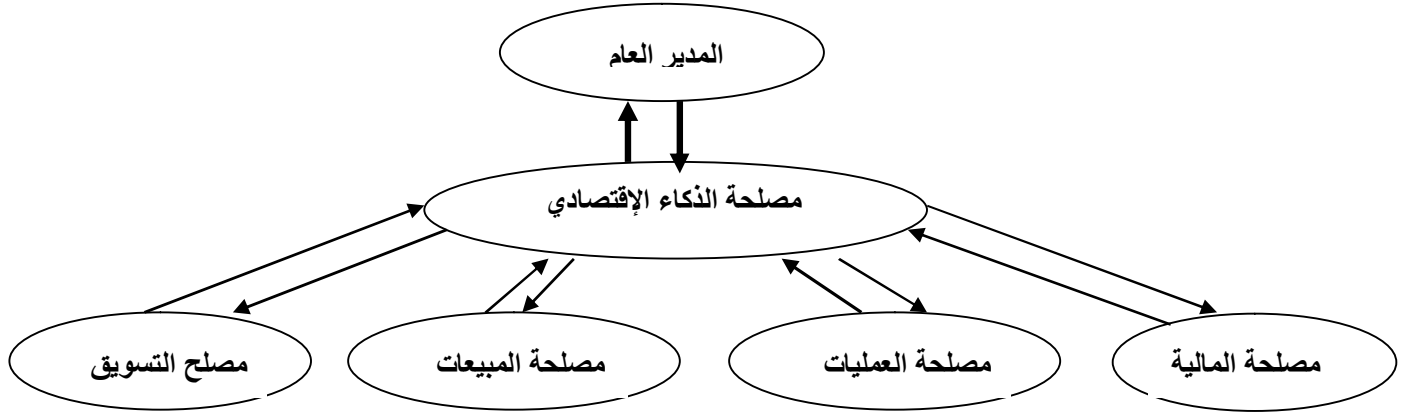 المدير العام
مصلحة الذكاء الإقتصادي
مصلحة المالية
مصلحة العمليات
مصلحة المبيعات
مصلح التسويق